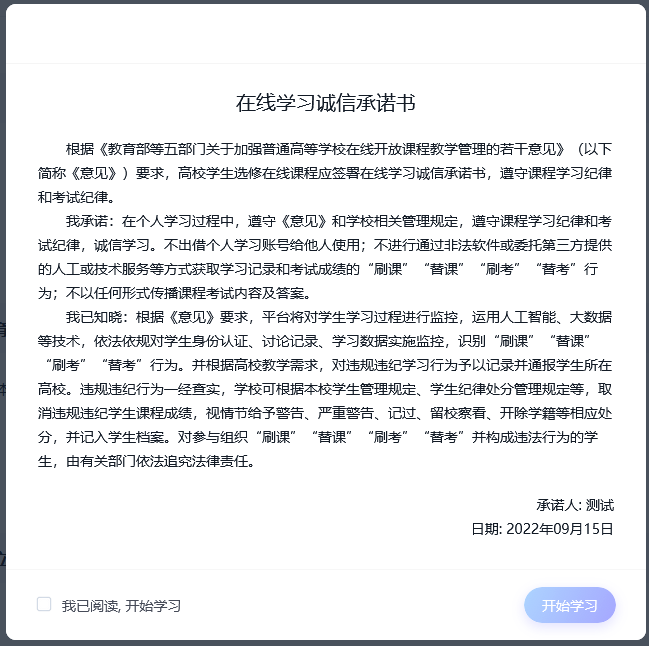 在线学习诚信承诺书
根据《教育部等五部门关于加强普通高等学校在线开放课程教学管理的若干意见》（以下
简称《意见》）要求，高校学生选修在线课程应签署在线学习诚信承诺书，遵守课程学习纪律
和考试纪律。
我承诺：在个人学习过程中，遵守《意见》和学校相关管理规定，遵守课程学习纪律和考
试纪律，诚信学习。不出借个人学习账号给他人使用；不进行通过非法软件或委托第三方提供
的人工或技术服务等方式获取学习记录和考试成绩的“刷课”“替课”“刷考”“替考”行
为；不以任何形式传播课程考试内容及答案。
我已知晓：根据《意见》要求，平台将对学生学习过程进行监控，运用人工智能、大数据
等技术，依法依规对学生身份认证、讨论记录、学习数据实施监控，识别“刷课”“替课”
“刷考”“替考”行为。并根据高校教学需求，对违规违纪学习行为予以记录并通报学生所在
高校。违规违纪行为一经查实，学校可根据本校学生管理规定、学生纪律处分管理规定等，取
消违规违纪学生课程成绩，视情节给予警告、严重警告、记过、留校察看、开除学籍等相应处
分，并记入学生档案。对参与组织“刷课”“替课”“刷考”“替考”并构成违法行为的学
生，由有关部门依法追究法律责任。
承诺人: 测试
日期: 2022年09月15日
我已阅读, 开始学习
开始学习